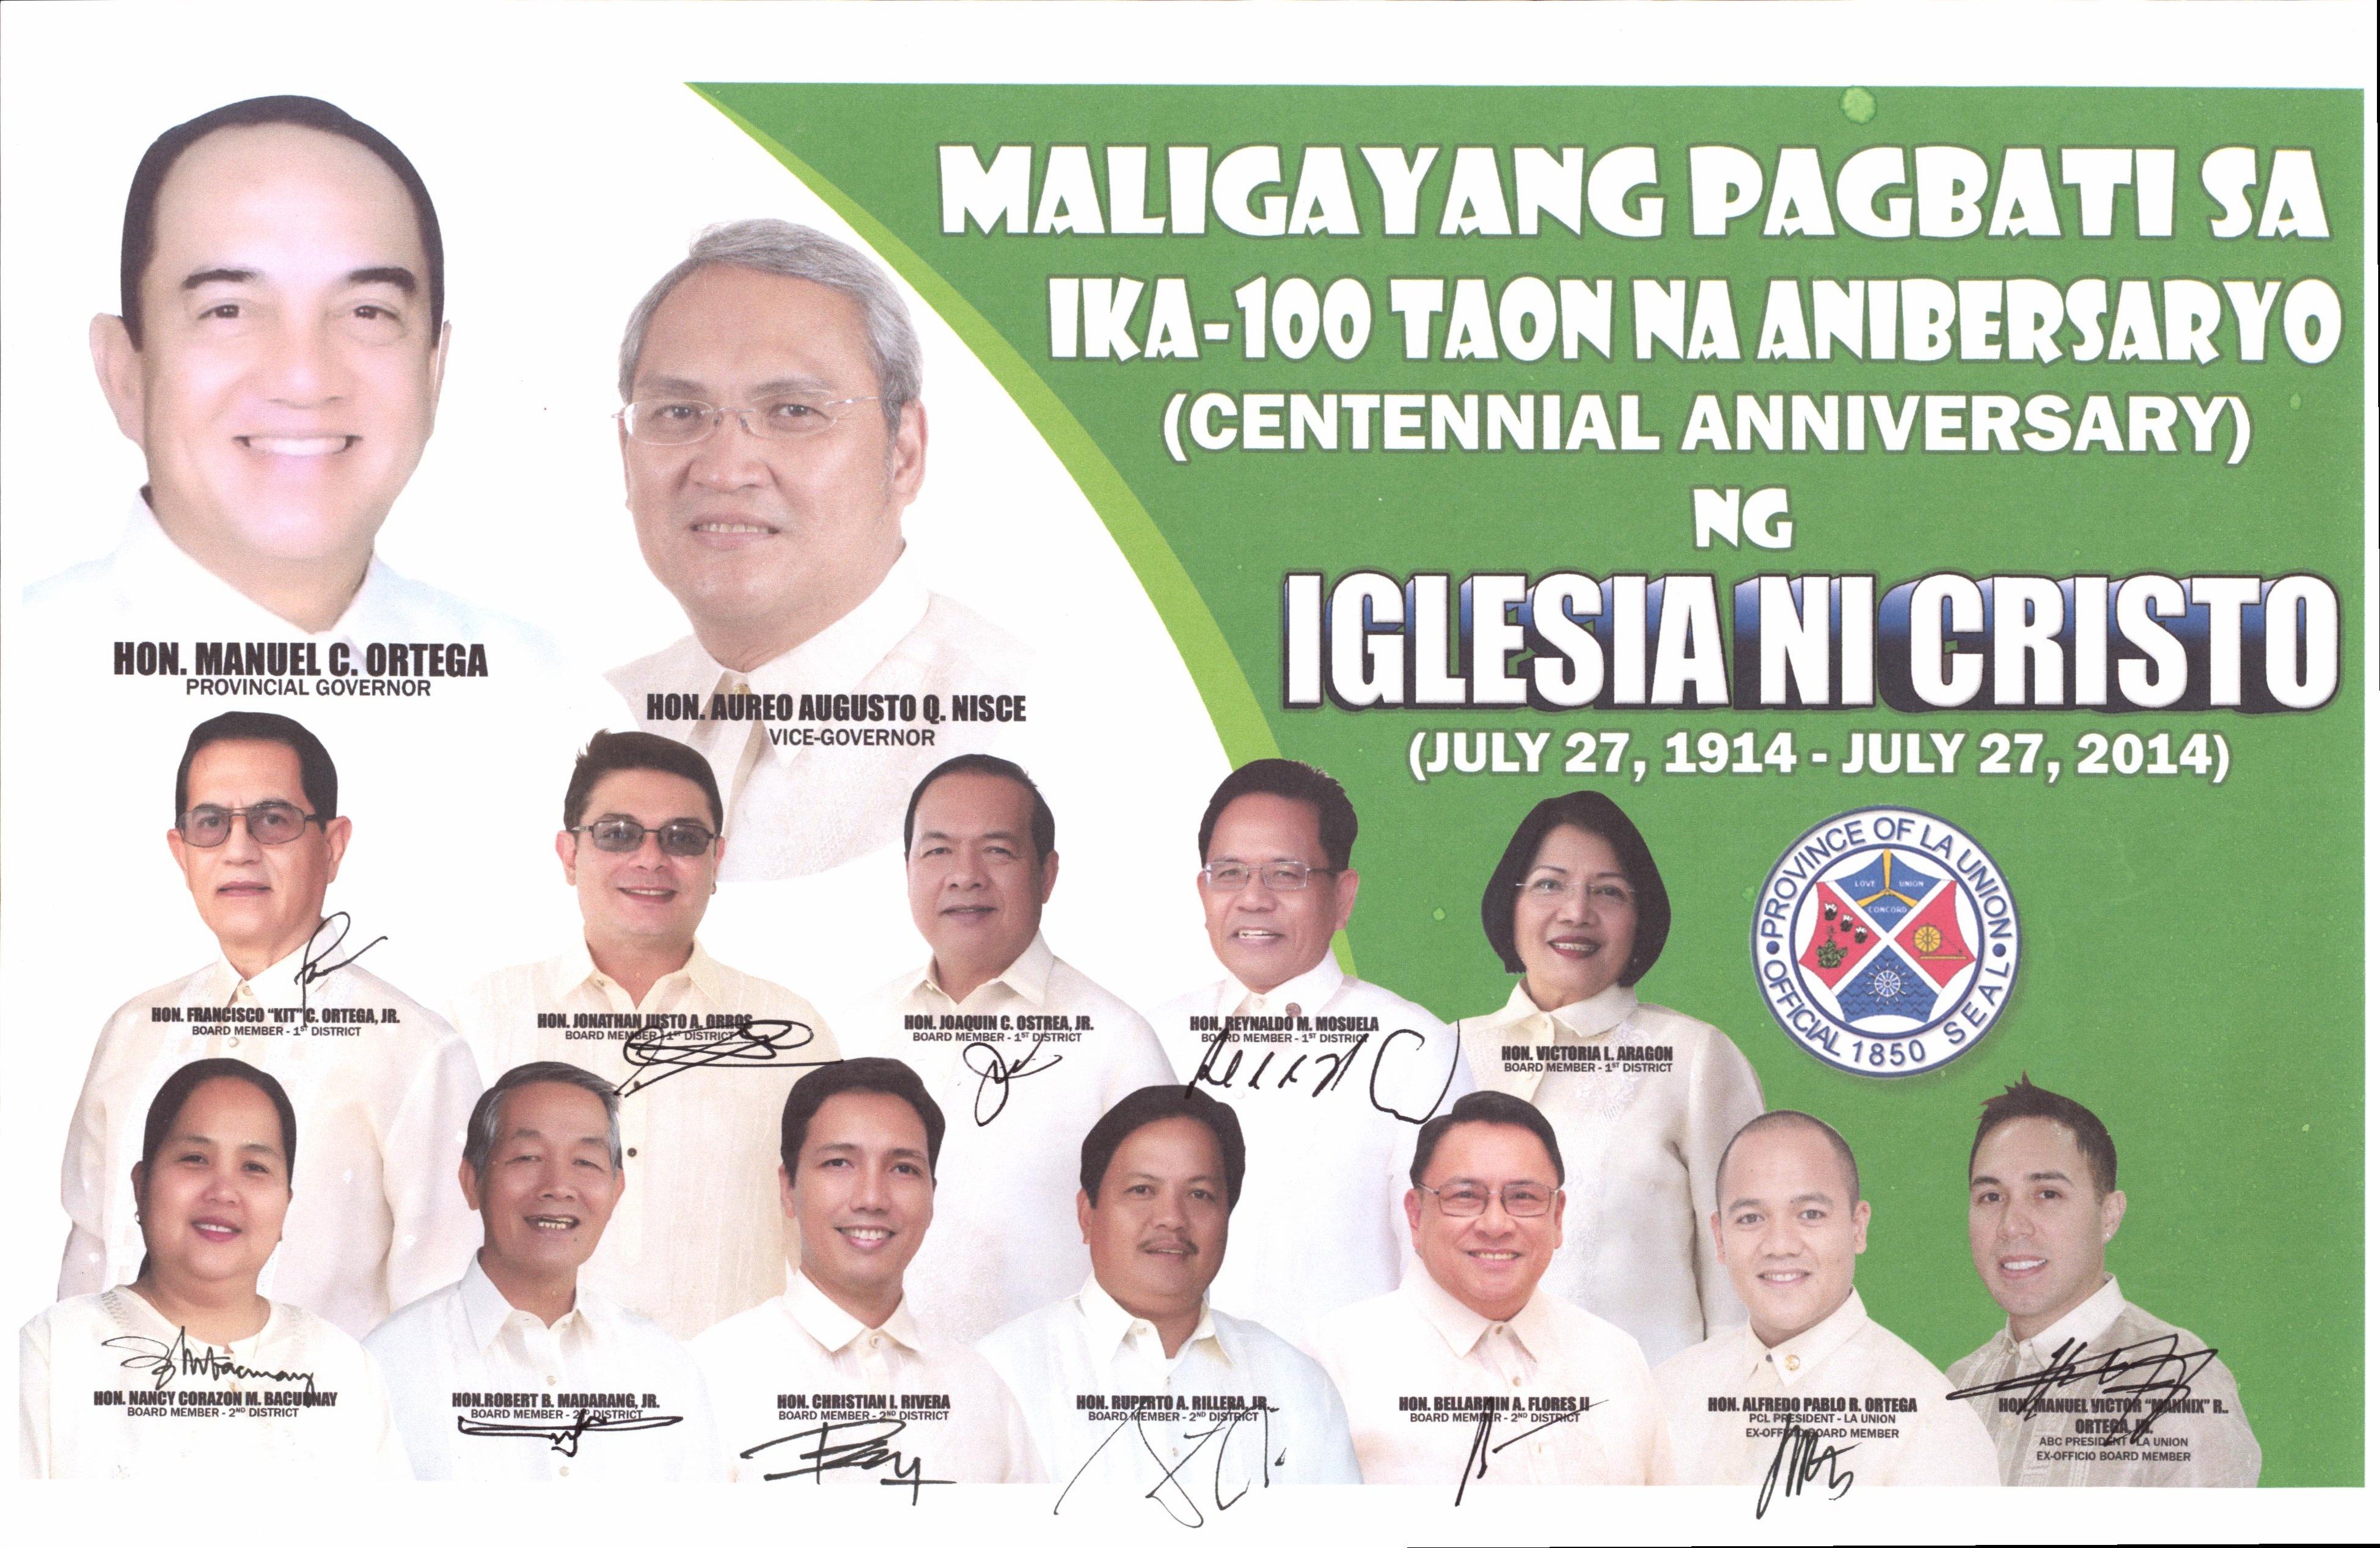 MALIGAYANG PAGBATI SA
IKA-100 TAON NA ANIBERSARYO
(CENTENNIAL ANNIVERSARY)
NG
IGLESIA NI CRISTO
(JULY 27, 1914 - JULY 27, 2014)
HON. MANUEL C. ORTEGA
PROVINCIAL GOVERNOR
HON. AUREO AUGUSTO Q. NISCE
VICE-GOVERNOR
PROVINCE OF LA UNION
LOVE UNION
CONCORD
OFFICIAL 1850 SEAL
HON. FRANCISCO "KIT" C. ORTEGA, JR.
BOARD MEMBER - 1ST DISTRICT
HON. JONATHAN JUSTO A. ORROS
BOARD MEMBER - 1ST DISTRICT
HON. JOAQUIN C. OSTREA, JR.
BOARD MEMBER - 1ST DISTRICT
HON. REYNALDO M. MOSUELA
BOARD MEMBER - 1ST DISTRICT
HON. VICTORIA L. ARAGON
BOARD MEMBER - 1ST DISTRICT
HON. NANCY CORAZON M. BACURNAY
BOARD MEMBER - 2ND DISTRICT
HON.ROBERT B. MADARANG, JR.
BOARD MEMBER - 2ND DISTRICT
HON. CHRISTIAN I. RIVERA
BOARD MEMBER - 2ND DISTRICT
HON. RUPERTO A. RILLERA, JR.
BOARD MEMBER - 2ND DISTRICT
HON. BELLARMIN A. FLORES II
BOARD MEMBER - 2ND DISTRICT
HON. ALFREDO PABLO R. ORTEGA
PCL PRESIDENT - LA UNION
EX-OFFICIO BOARD MEMBER
HON. MANUEL VICTOR "MANNIX" R..
ORTEGA, JR.
ABC PRESIDENT - LA UNION
EX-OFFICIO BOARD MEMBER